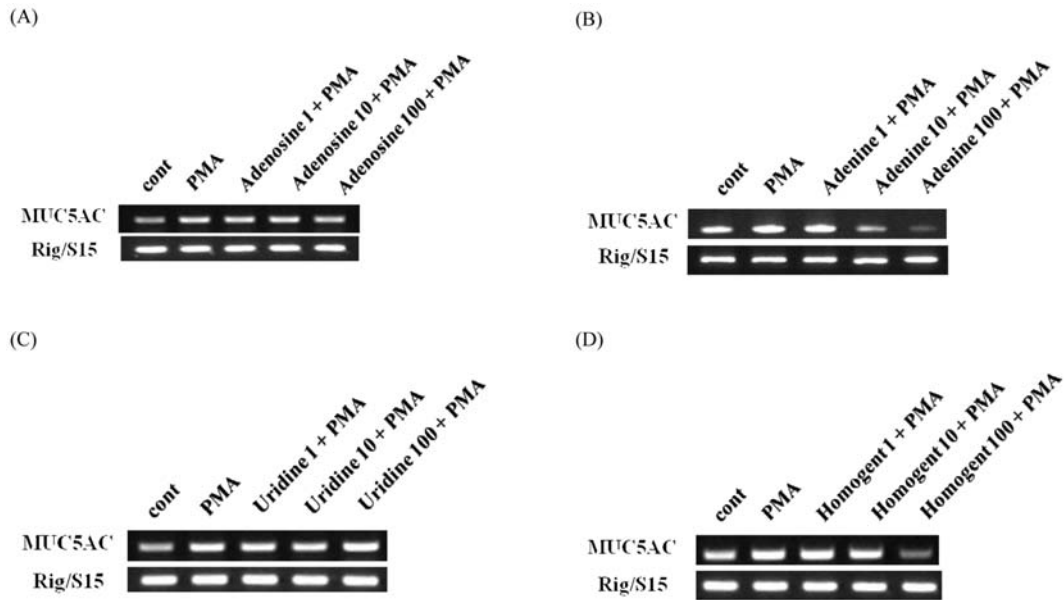 (A)
cont
PMA
Adenosine 1 + PMA
Adenosine 10 + PMA
Adenosine 100 + PMA
MUC5AC
Rig/S15
(B)
cont
PMA
Adenine 1 + PMA
Adenine 10 + PMA
Adenine 100 + PMA
MUC5AC
Rig/S15
(C)
cont
PMA
Uridine 1 + PMA
Uridine 10 + PMA
Uridine 100 + PMA
MUC5AC
Rig/S15
(D)
cont
PMA
Homogent 1 + PMA
Homogent 10 + PMA
Homogent 100 + PMA
MUC5AC
Rig/S15